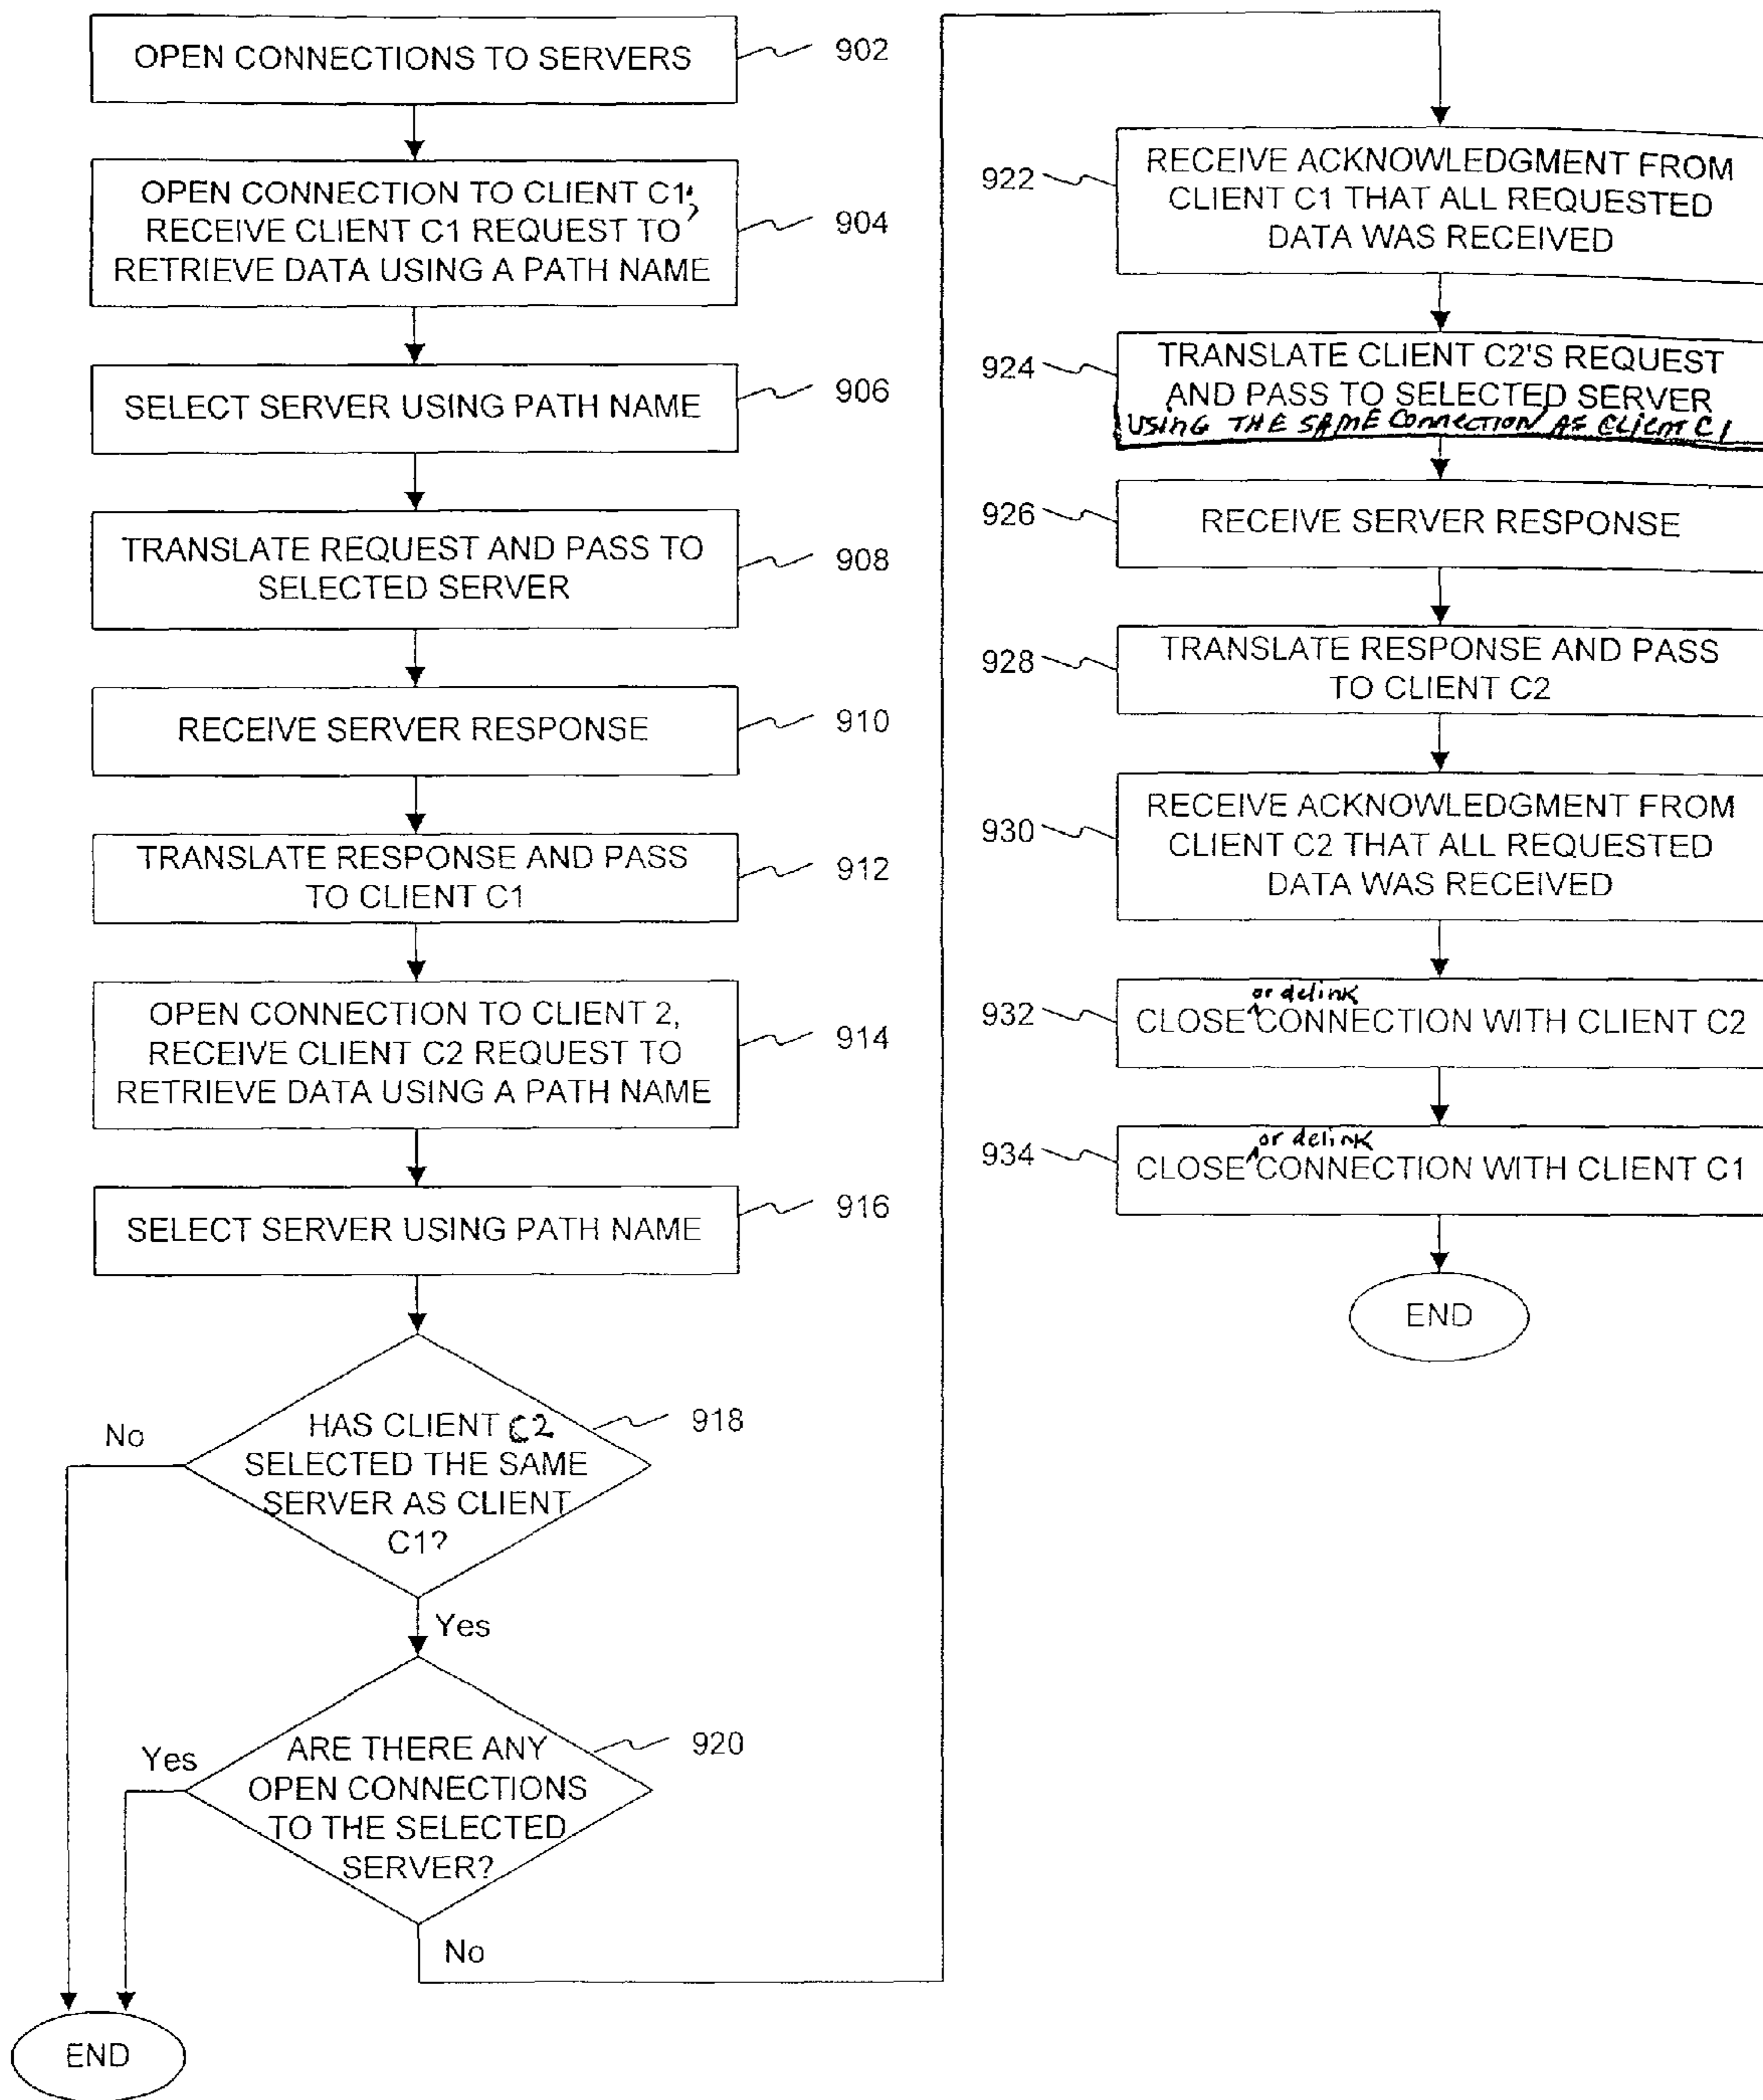 OPEN CONNECTIONS TO SERVERS
902
OPEN CONNECTION TO CLIENT C1;
RECEIVE CLIENT C1 REQUEST TO
RETRIEVE DATA USING A PATH NAME
904
SELECT SERVER USING PATH NAME
906
TRANSLATE REQUEST AND PASS TO
SELECTED SERVER
908
RECEIVE SERVER RESPONSE
910
TRANSLATE RESPONSE AND PASS
TO CLIENT C1
912
OPEN CONNECTION TO CLIENT 2,
RECEIVE CLIENT C2 REQUEST TO
RETRIEVE DATA USING A PATH NAME
914
SELECT SERVER USING PATH NAME
916
HAS CLIENT C2
SELECTED THE SAME
SERVER AS CLIENT
C1?
918
No
Yes
ARE THERE ANY
OPEN CONNECTIONS
TO THE SELECTED
SERVER?
920
Yes
No
END
922
RECEIVE ACKNOWLEDGMENT FROM
CLIENT C1 THAT ALL REQUESTED
DATA WAS RECEIVED
924
TRANSLATE CLIENT C2'S REQUEST
AND PASS TO SELECTED SERVER
USING THE SAME CONNECTION AS CLIENT C1
926
RECEIVE SERVER RESPONSE
928
TRANSLATE RESPONSE AND PASS
TO CLIENT C2
930
RECEIVE ACKNOWLEDGMENT FROM
CLIENT C2 THAT ALL REQUESTED
DATA WAS RECEIVED
932
or delink
CLOSE CONNECTION WITH CLIENT C2
934
or delink
CLOSE CONNECTION WITH CLIENT C1
END